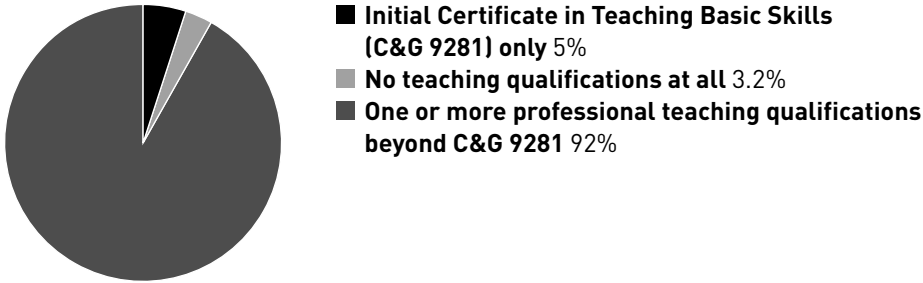 Initial Certificate in Teaching Basic Skills
(C&G 9281) only 5%
No teaching qualifications at all 3.2%
One or more professional teaching qualifications
beyond C&G 9281 92%